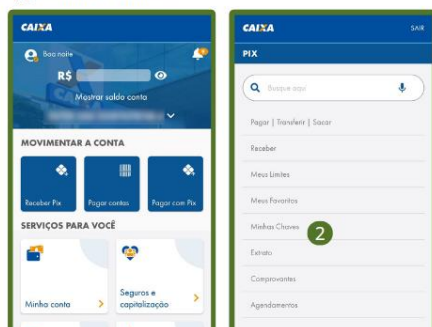 CAIXA
Boa noite
R$
Mostrar saldo conta
MOVIMENTAR A CONTA
Receber Pix
Pagar contas
Pagar com Pix
SERVIÇOS PARA VOCÊ
Minha conta
Seguros e
capitalização
CAIXA
SAIR
PIX
Busque aqui
Pagar | Transferir | Sacar
Receber
Meus Limites
Meus Favoritos
Minhas Chaves
2
Extrato
Comprovantes
Agendamentos